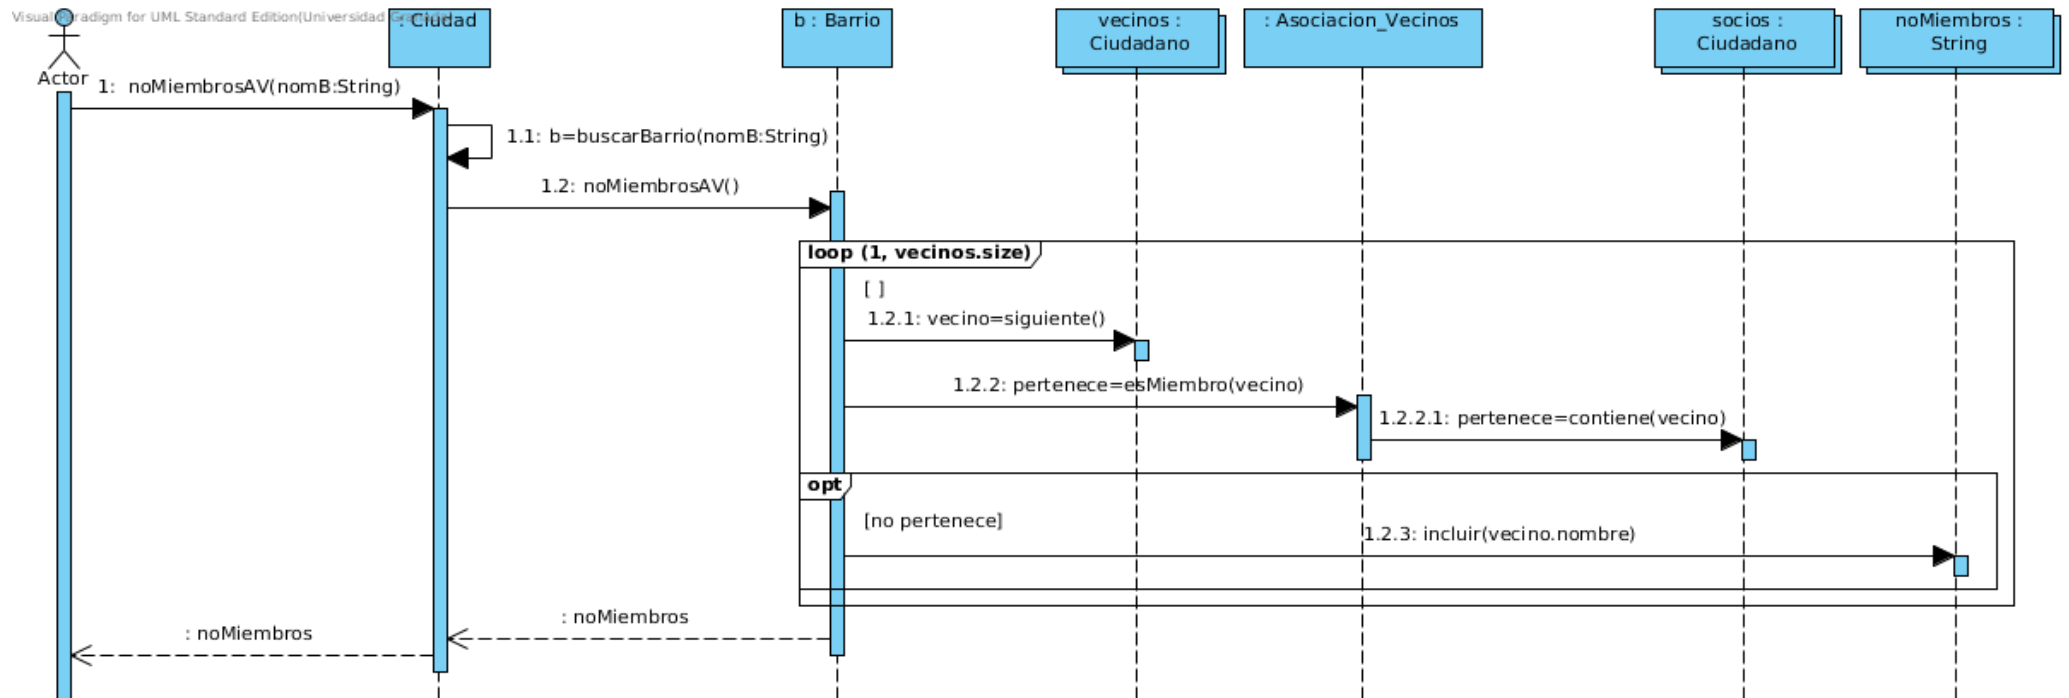 Visual Paradigm for UML Standard Edition(Universidad Granada)
: Ciudad
b : Barrio
vecinos :
Ciudadano
: Asociacion_Vecinos
socios :
Ciudadano
noMiembros :
String
Actor
1: noMiembrosAV(nomB:String)
1.1: b=buscarBarrio(nomB:String)
1.2: noMiembrosAV()
loop (1, vecinos.size)
[ ]
1.2.1: vecino=siguiente()
1.2.2: pertenece=esMiembro(vecino)
1.2.2.1: pertenece=contiene(vecino)
opt
[no pertenece]
1.2.3: incluir(vecino.nombre)
: noMiembros
: noMiembros